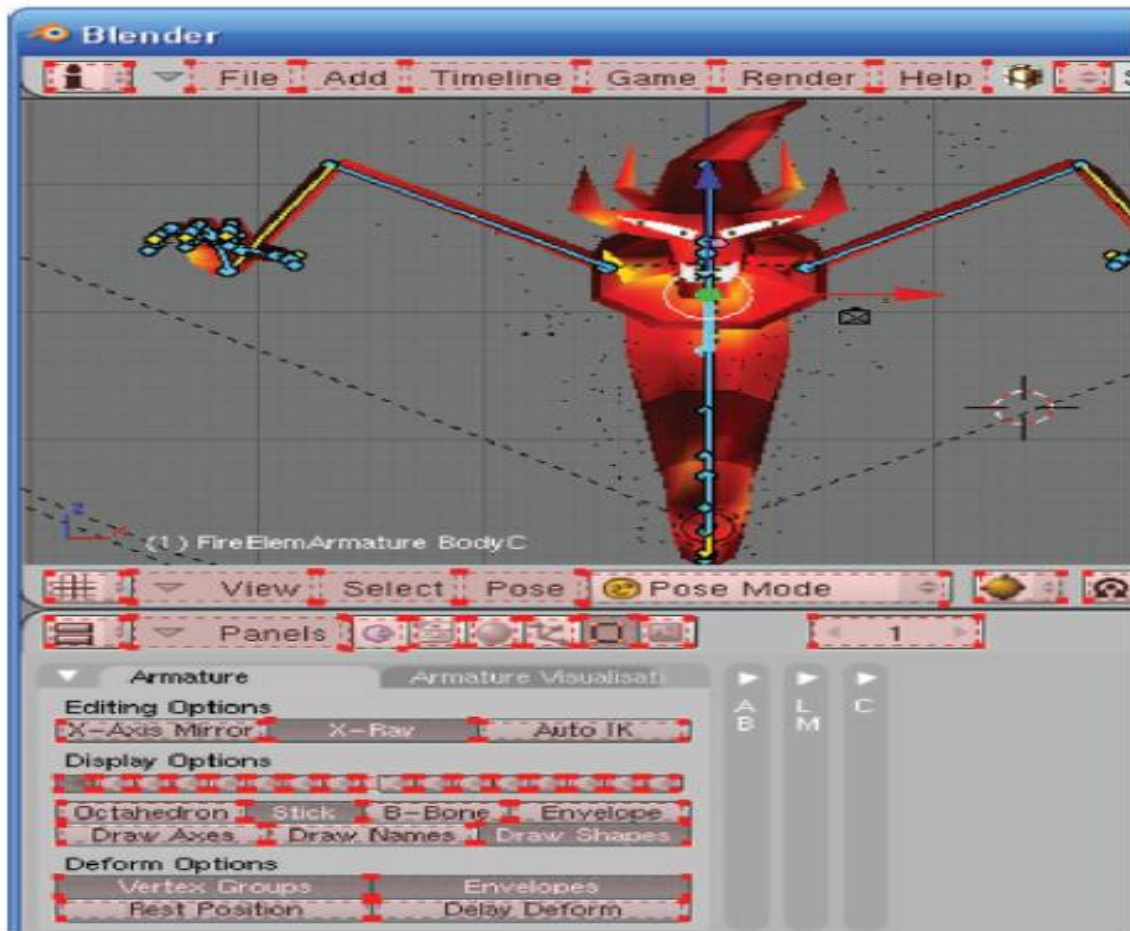 Blender
File Add Timeline Game Render Help
(1) FireElemArmature BodyC
View Select Pose Pose Mode
Panels 1
Armature Armature Visualisati
A L C
B M
Editing Options
X-Axis Mirror X-Ray Auto IK
Display Options
Octahedron Stick B-Bone Envelope
Draw Axes Draw Names Draw Shapes
Deform Options
Vertex Groups Envelopes
Rest Position Delay Deform